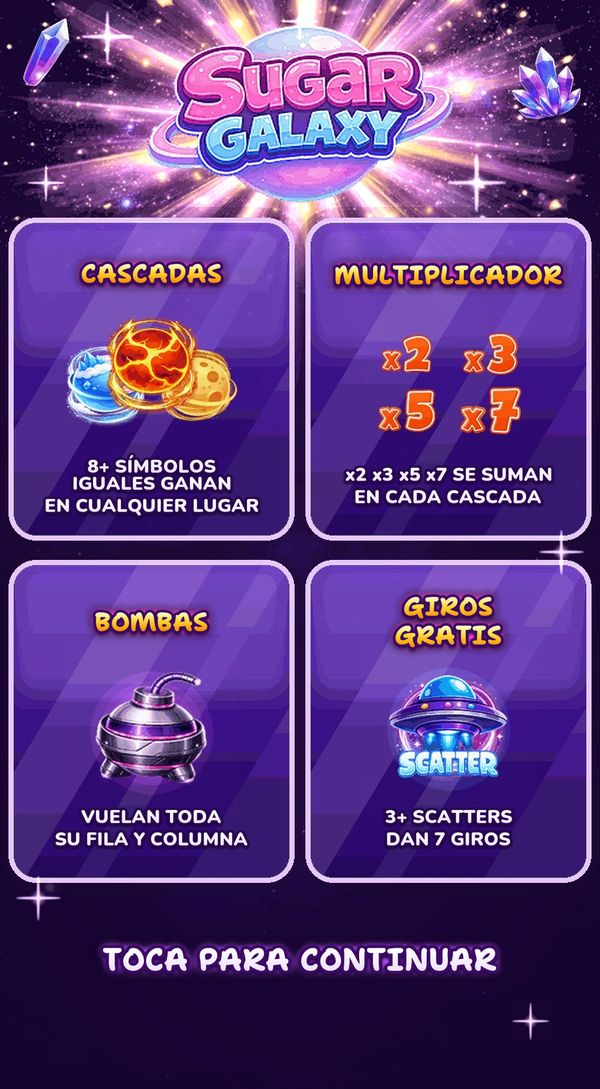 SUGAR
GALAXY
CASCADAS
8+ SÍMBOLOS
IGUALES GANAN
EN CUALQUIER LUGAR
MULTIPLICADOR
x2 x3
x5 x7
x2 x3 x5 x7 SE SUMAN
EN CADA CASCADA
BOMBAS
VUELAN TODA
SU FILA Y COLUMNA
GIROS
GRATIS
SCATTER
3+ SCATTERS
DAN 7 GIROS
TOCA PARA CONTINUAR